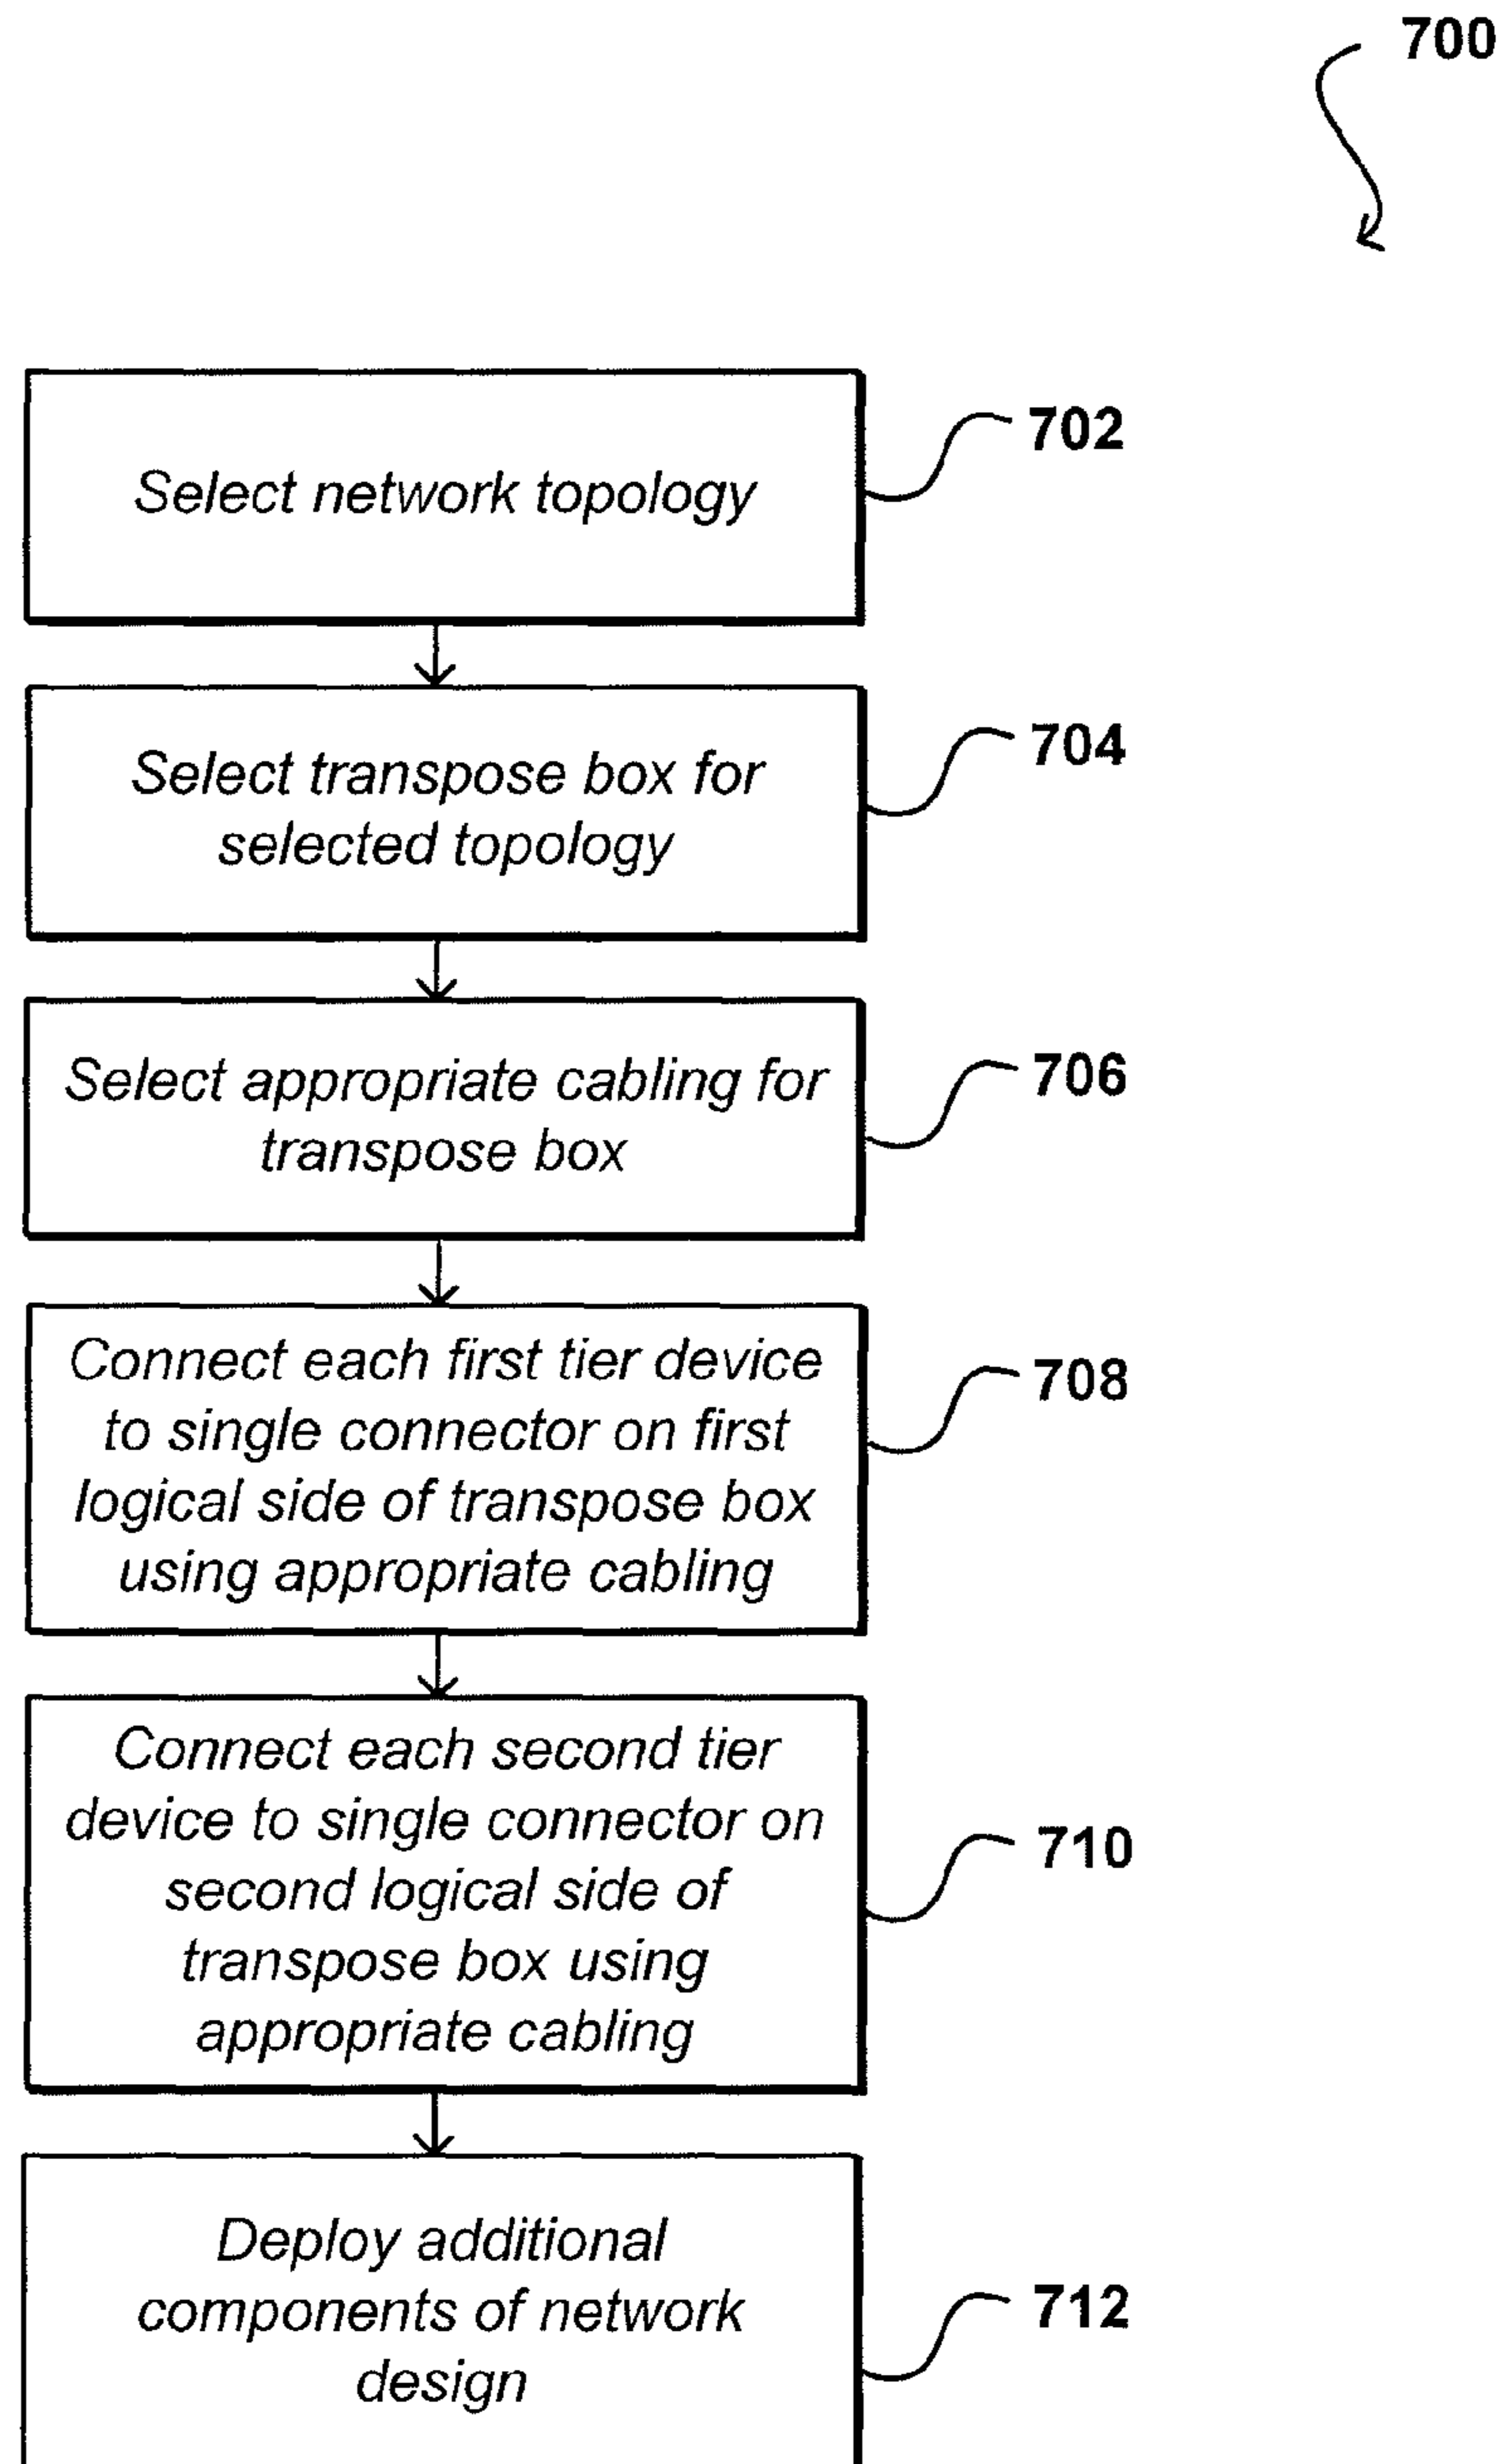 700
Select network topology
702
Select transpose box for
selected topology
704
Select appropriate cabling for
transpose box
706
Connect each first tier device
to single connector on first
logical side of transpose box
using appropriate cabling
708
Connect each second tier
device to single connector on
second logical side of
transpose box using
appropriate cabling
710
Deploy additional
components of network
design
712